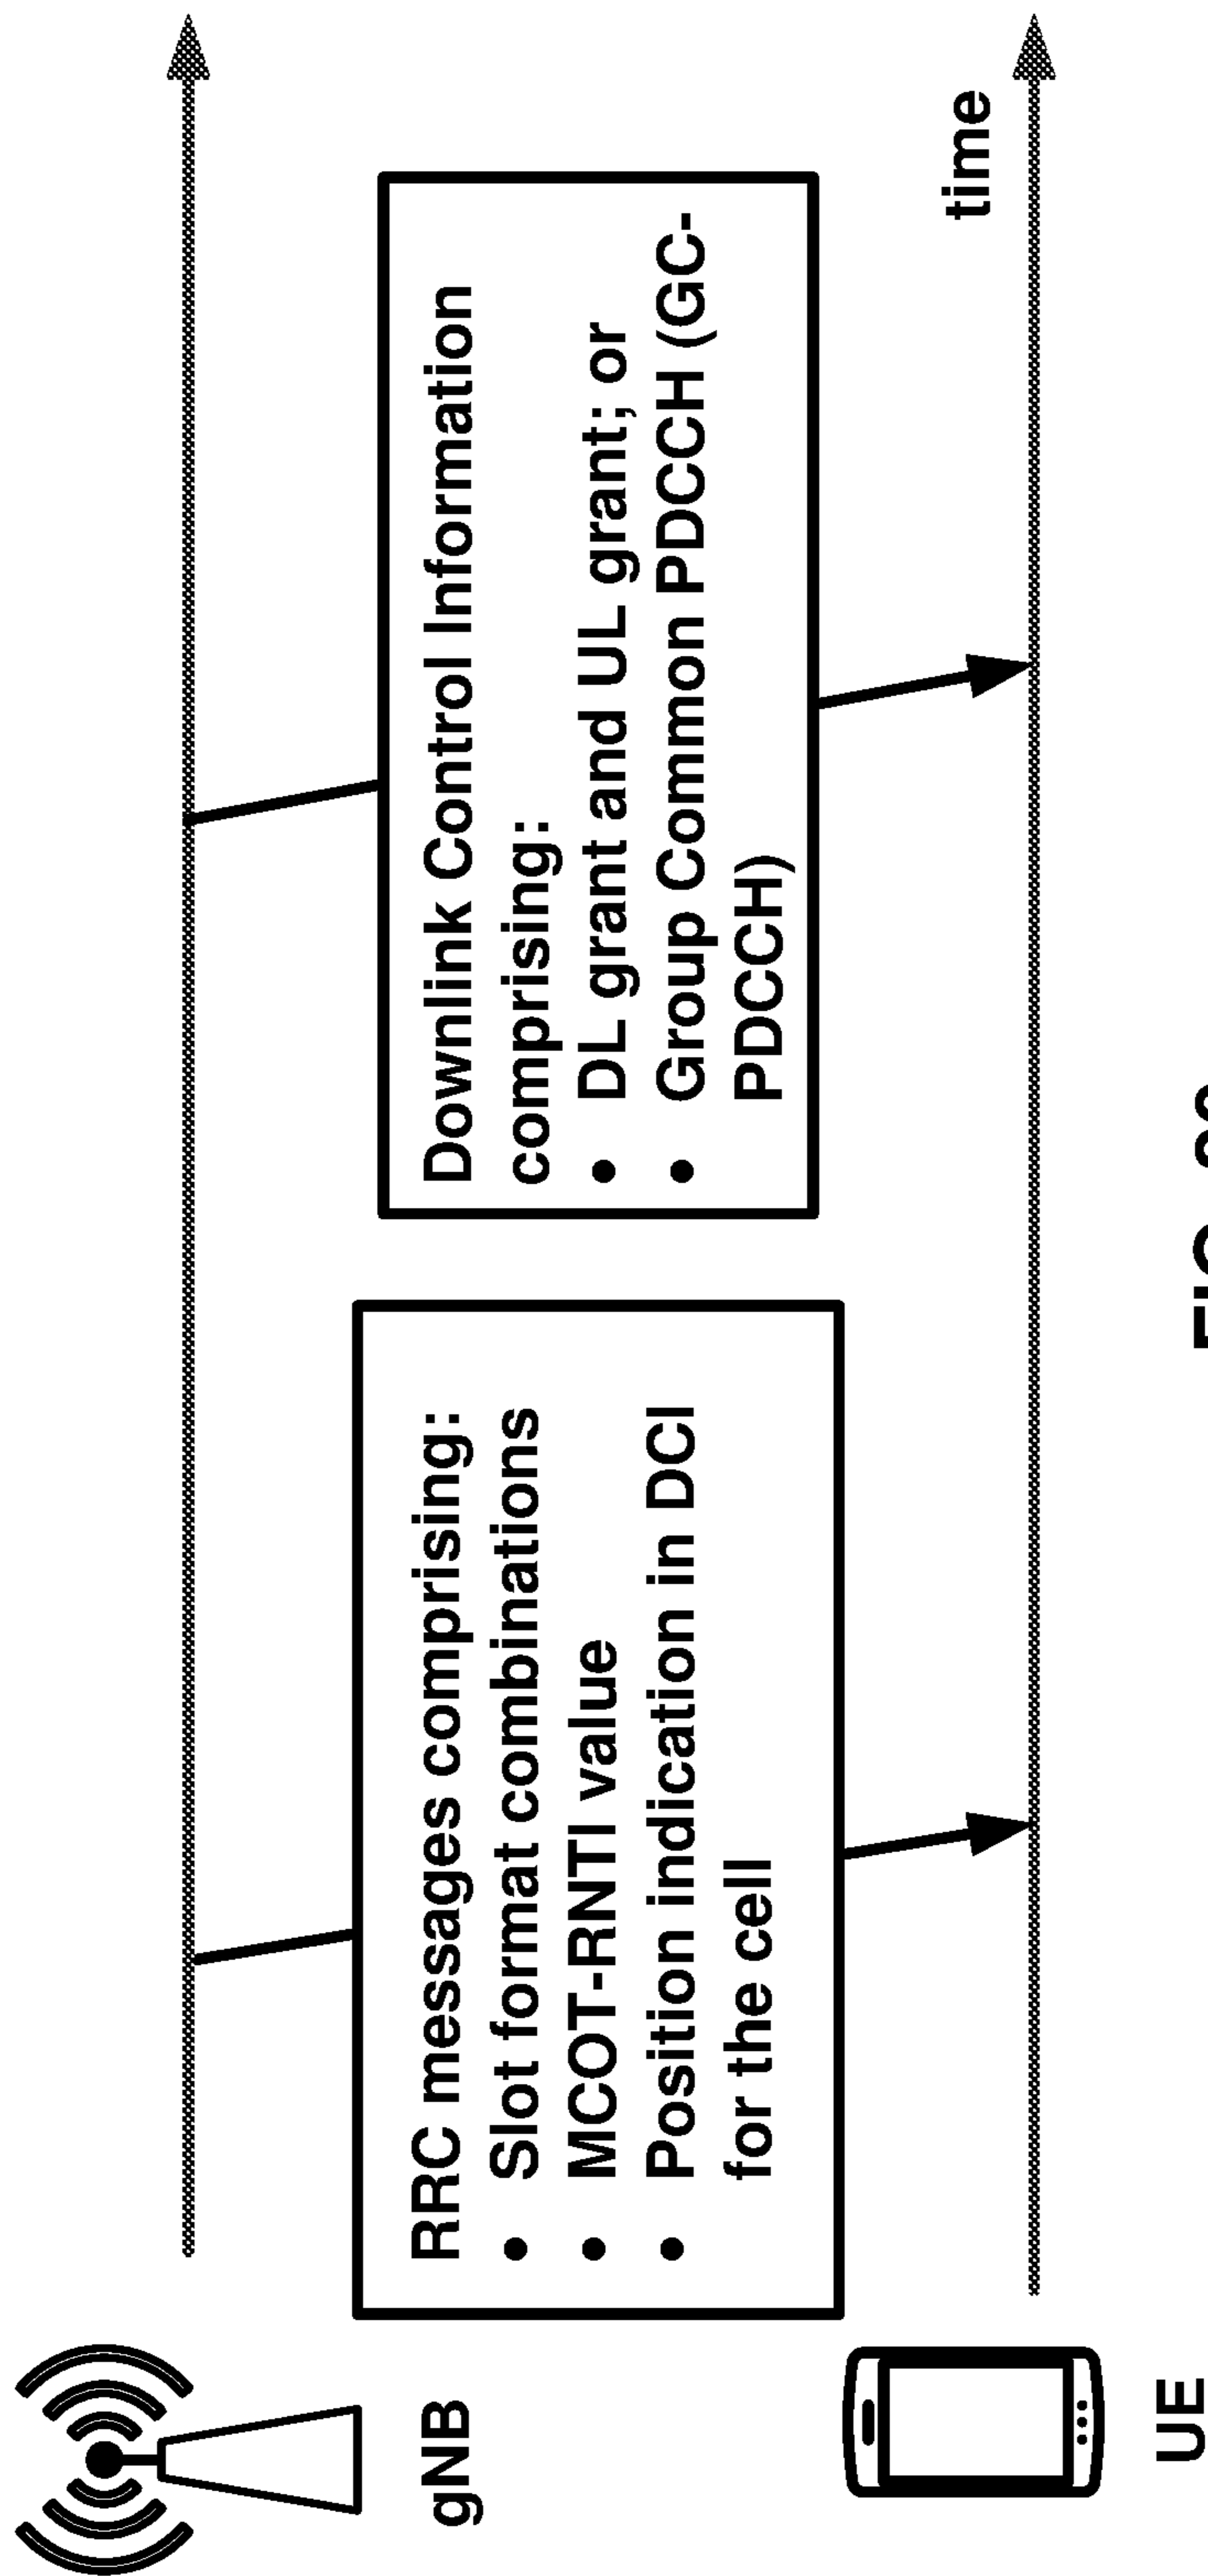 gNB
RRC messages comprising:
• Slot format combinations
• MCOT-RNTI value
• Position indication in DCI
for the cell
Downlink Control Information
comprising:
• DL grant and UL grant; or
• Group Common PDCCH (GC-
PDCCH)
time
UE
FIG.